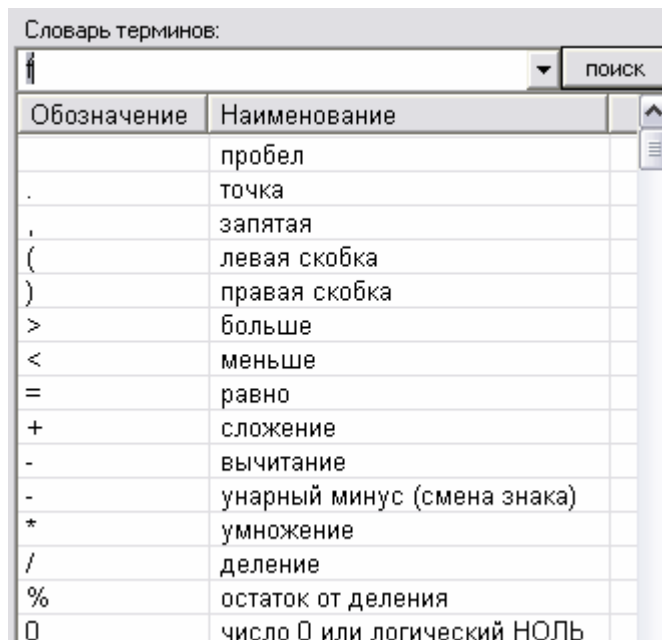 Словарь терминов:
f
поиск
Обозначение Наименование
пробел
. точка
, запятая
( левая скобка
) правая скобка
> больше
< меньше
= равно
+ сложение
- вычитание
- унарный минус (смена знака)
* умножение
/ деление
% остаток от деления
0 число 0 или логический НОЛЬ